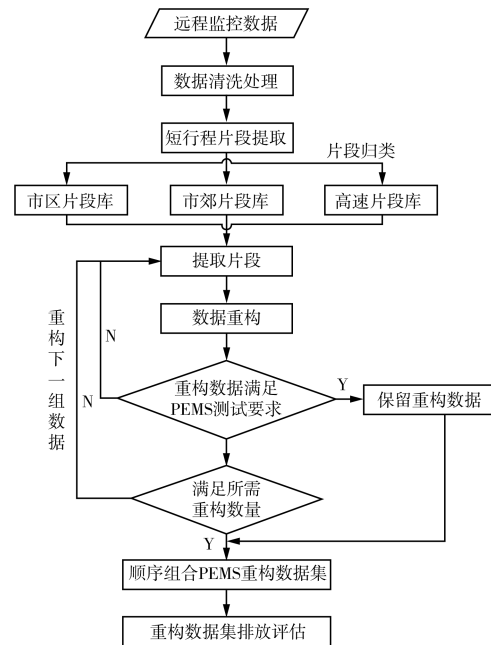 远程监控数据
数据清洗处理
短行程片段提取
片段归类
市区片段库
市郊片段库
高速片段库
提取片段
数据重构
重构下一组数据
N
N
重构数据满足
PEMS测试要求
Y
保留重构数据
满足所需
重构数量
Y
顺序组合PEMS重构数据集
重构数据集排放评估